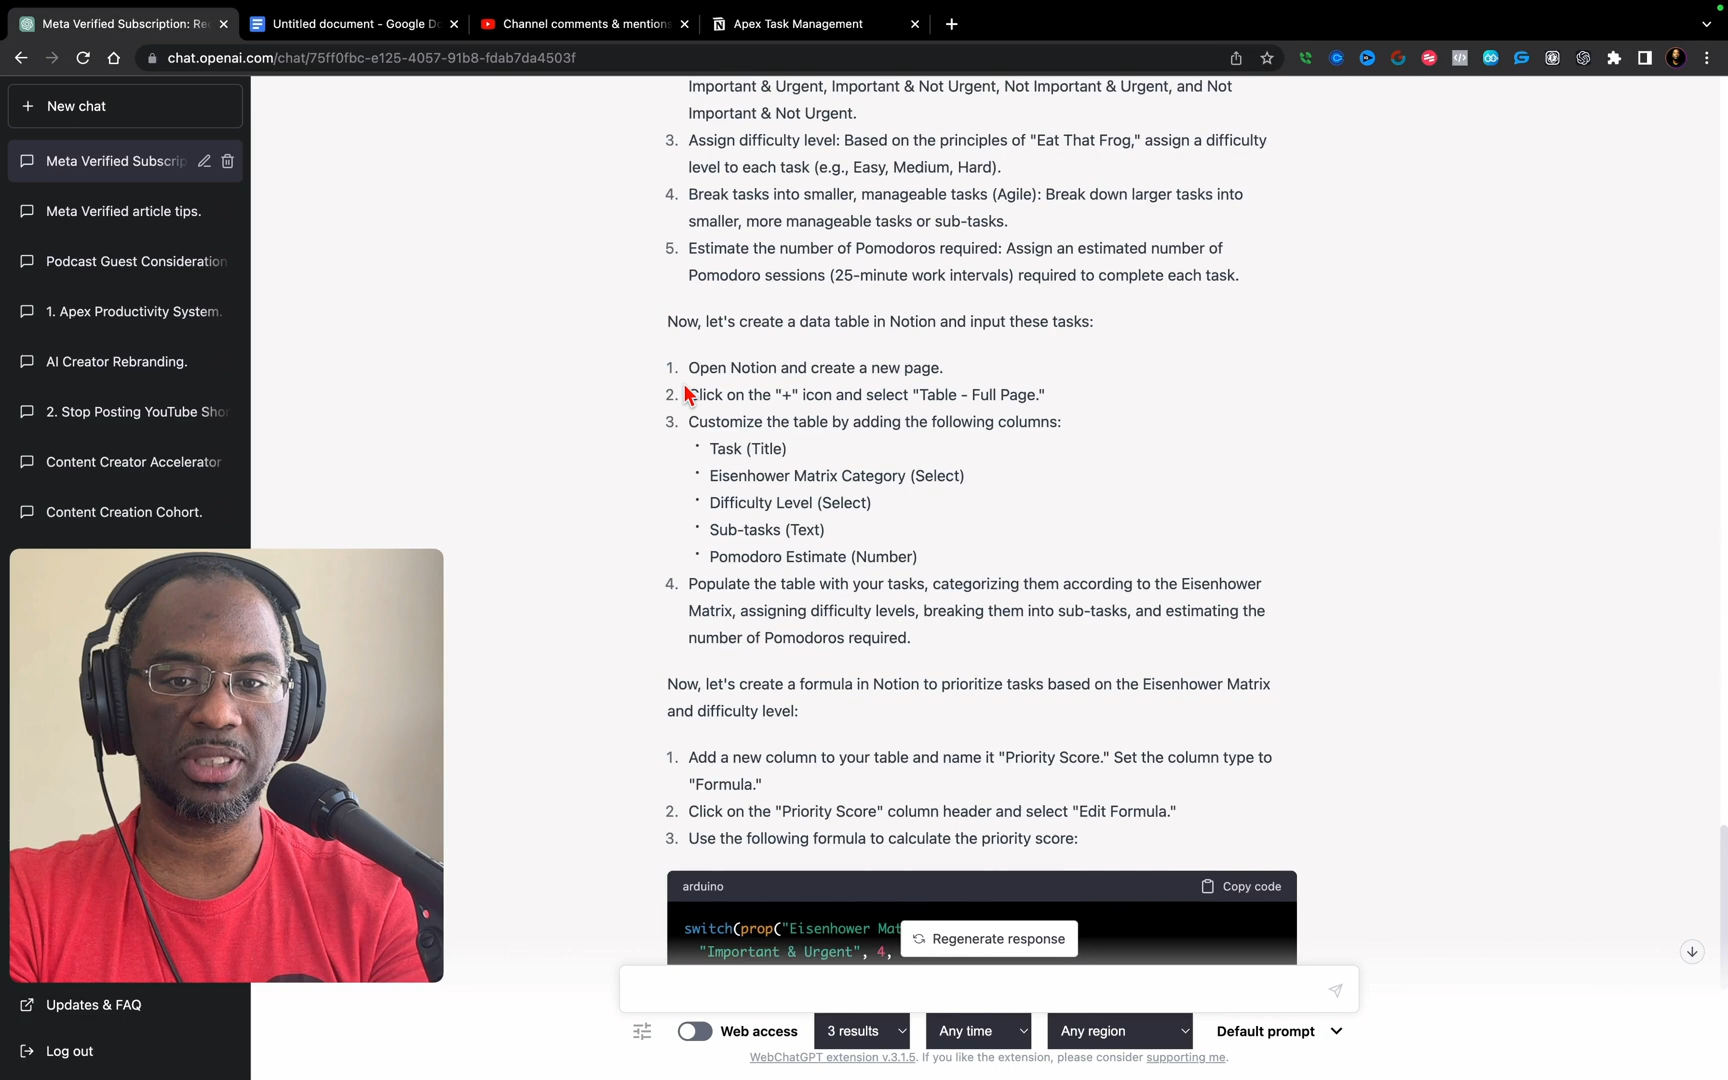 Meta Verified Subscription: Re
Untitled document - Google Do
Channel comments & mentions
Apex Task Management
chat.openai.com/chat/75ff0fbc-e125-4057-91b8-fdab7da4503f
New chat
Meta Verified Subscrip
Meta Verified article tips.
Podcast Guest Consideration
1. Apex Productivity System.
AI Creator Rebranding.
2. Stop Posting YouTube Shor
Content Creator Accelerator
Content Creation Cohort.
Updates & FAQ
Log out
Important & Urgent, Important & Not Urgent, Not Important & Urgent, and Not
Important & Not Urgent.
3. Assign difficulty level: Based on the principles of "Eat That Frog," assign a difficulty
level to each task (e.g., Easy, Medium, Hard).
4. Break tasks into smaller, manageable tasks (Agile): Break down larger tasks into
smaller, more manageable tasks or sub-tasks.
5. Estimate the number of Pomodoros required: Assign an estimated number of
Pomodoro sessions (25-minute work intervals) required to complete each task.
Now, let's create a data table in Notion and input these tasks:
1. Open Notion and create a new page.
2. Click on the "+" icon and select "Table - Full Page."
3. Customize the table by adding the following columns:
• Task (Title)
• Eisenhower Matrix Category (Select)
• Difficulty Level (Select)
• Sub-tasks (Text)
• Pomodoro Estimate (Number)
4. Populate the table with your tasks, categorizing them according to the Eisenhower
Matrix, assigning difficulty levels, breaking them into sub-tasks, and estimating the
number of Pomodoros required.
Now, let's create a formula in Notion to prioritize tasks based on the Eisenhower Matrix
and difficulty level:
1. Add a new column to your table and name it "Priority Score." Set the column type to
"Formula."
2. Click on the "Priority Score" column header and select "Edit Formula."
3. Use the following formula to calculate the priority score:
arduino
Copy code
switch(prop("Eisenhower Mat
"Important & Urgent", 4,
Regenerate response
Web access
3 results
Any time
Any region
Default prompt
WebChatGPT extension v.3.1.5. If you like the extension, please consider supporting me.